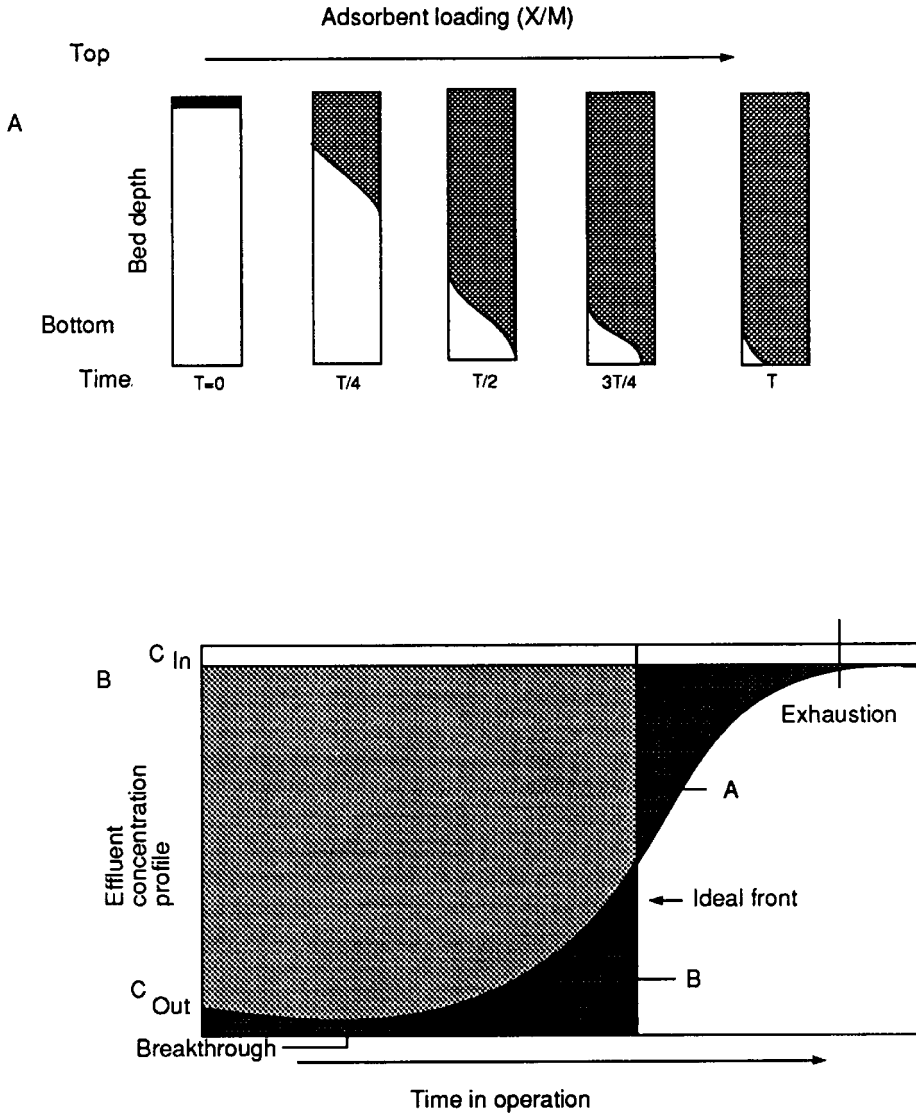 Adsorbent loading (X/M)
Top
A
Bed depth
Bottom
Time
T=0
T/4
T/2
3T/4
T
C In
B
Exhaustion
A
Effluent
concentration
profile
Ideal front
B
C Out
Breakthrough
Time in operation